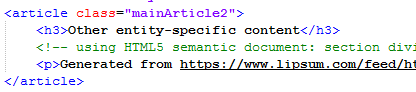 <article class="mainArticle2">
<h3>Other entity-specific content</h3>
<!-- using HTML5 semantic document: section divi
<p>Generated from https://www.lipsum.com/feed/ht
</article>